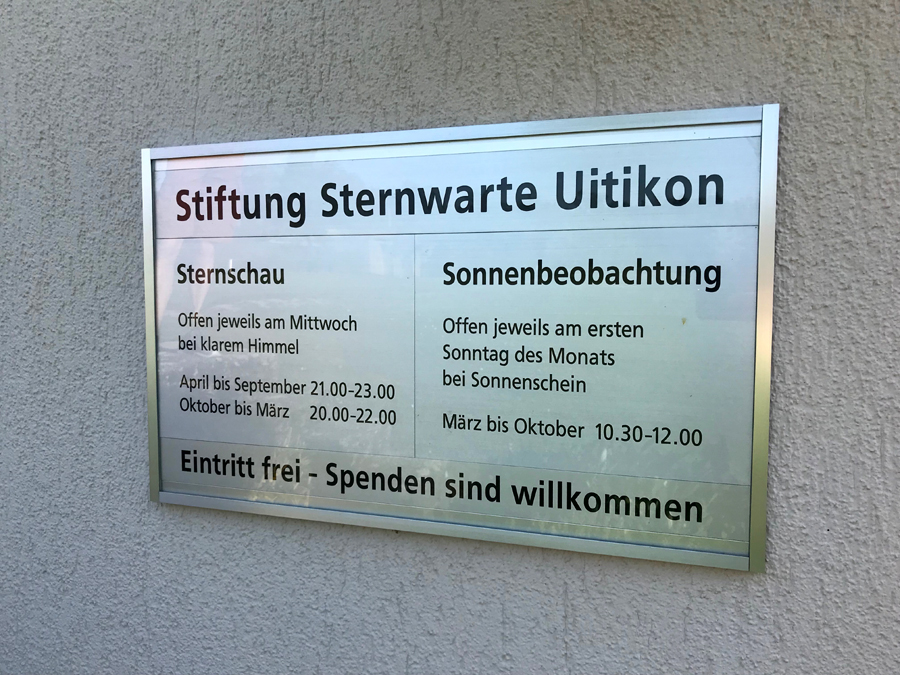 Stiftung Sternwarte Uitikon
Sternschau
Offen jeweils am Mittwoch
bei klarem Himmel
April bis September 21.00-23.00
Oktober bis März 20.00-22.00
Sonnenbeobachtung
Offen jeweils am ersten
Sonntag des Monats
bei Sonnenschein
März bis Oktober 10.30-12.00
Eintritt frei - Spenden sind willkommen